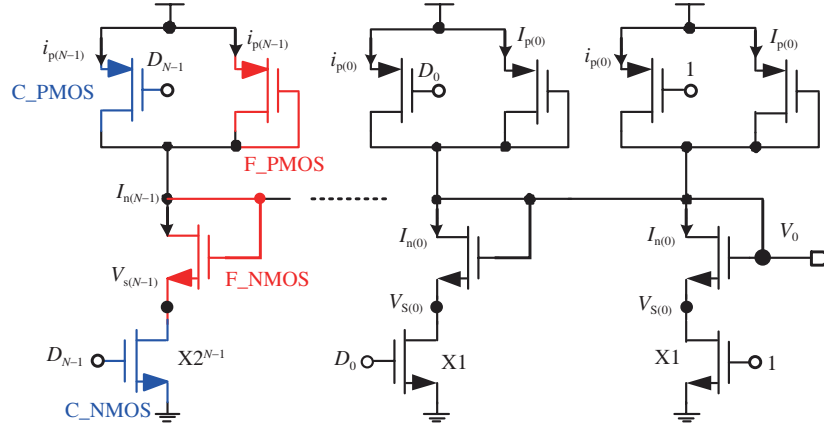 i_p(N−1) i_p(N−1) I_p(0) I_p(0)
D_N−1 i_p(0) D_0 i_p(0) 1
C_PMOS
F_PMOS
I_n(N−1) I_n(0) I_n(0) V_0
V_s(N−1) F_NMOS V_S(0) V_S(0)
D_N−1 X2^N−1 D_0 X1 X1 1
C_NMOS